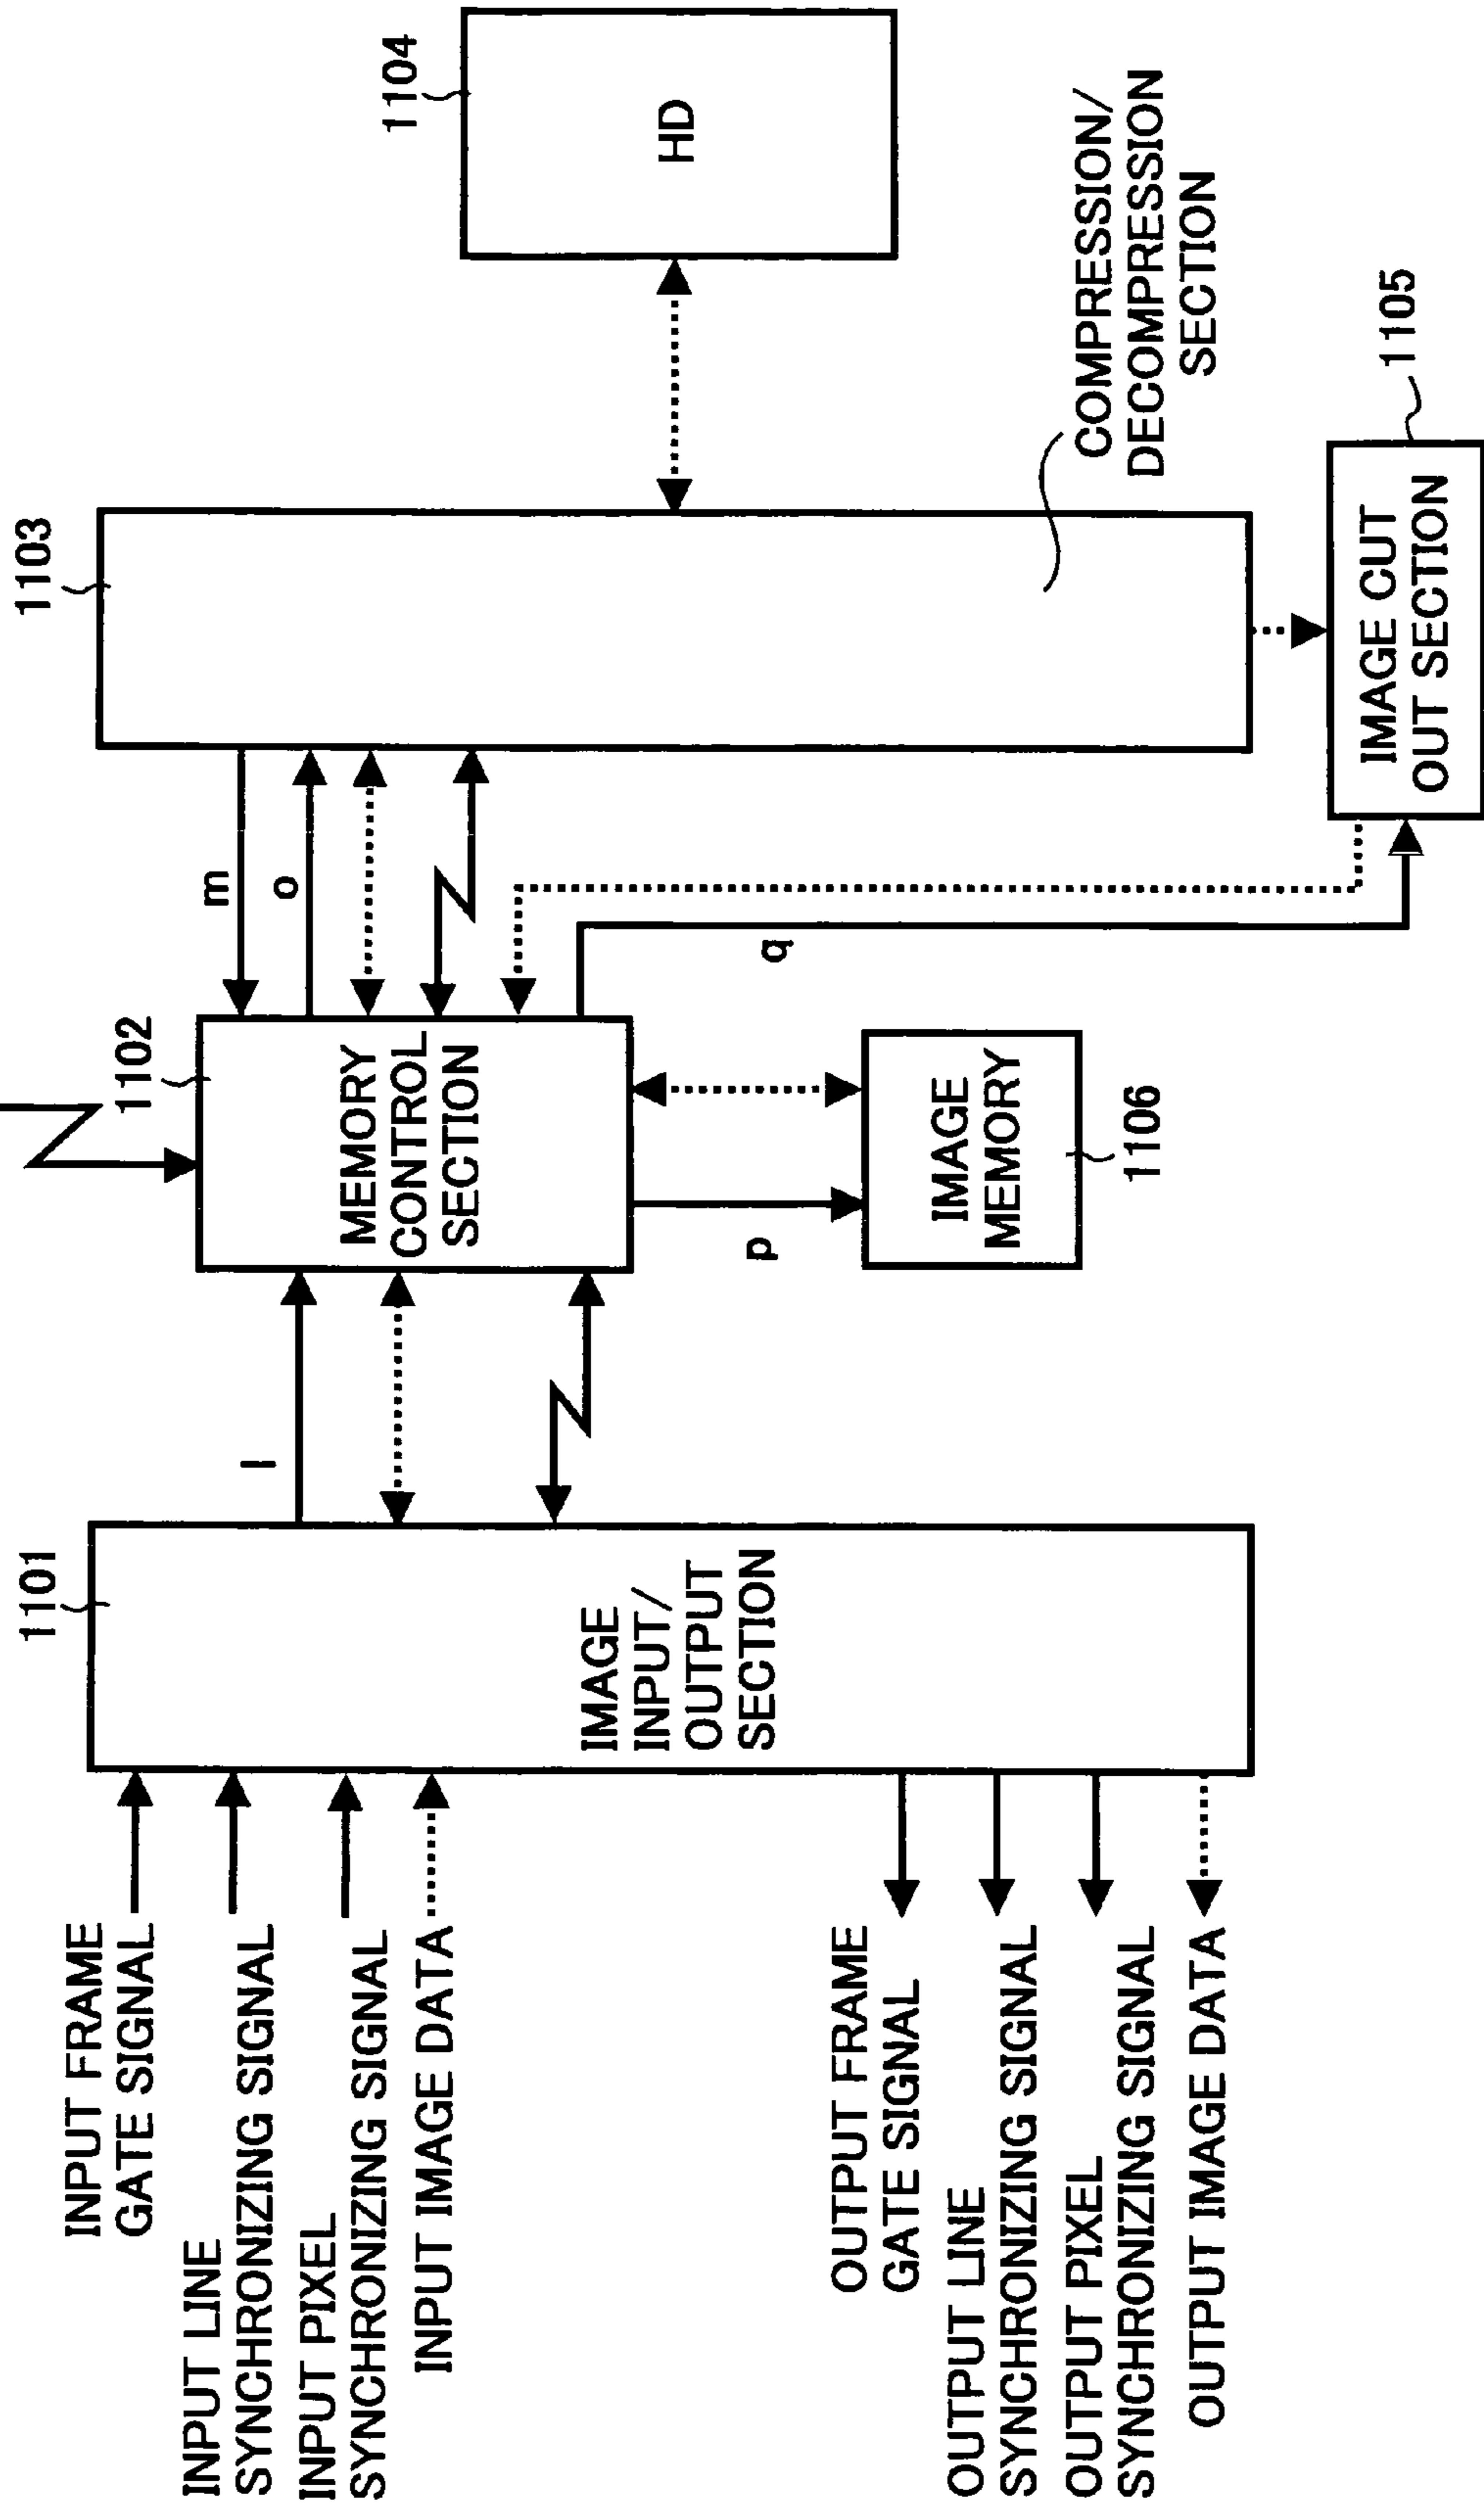 INPUT FRAME
GATE SIGNAL
INPUT LINE
SYNCHRONIZING SIGNAL
INPUT PIXEL
SYNCHRONIZING SIGNAL
INPUT IMAGE DATA
OUTPUT FRAME
GATE SIGNAL
OUTPUT LINE
SYNCHRONIZING SIGNAL
OUTPUT PIXEL
SYNCHRONIZING SIGNAL
OUTPUT IMAGE DATA
1101
IMAGE
INPUT/
OUTPUT
SECTION
l
1102
MEMORY
CONTROL
SECTION
p
IMAGE
MEMORY
1106
m
o
q
1103
COMPRESSION/
DECOMPRESSION
SECTION
1104
HD
IMAGE CUT
OUT SECTION
1105